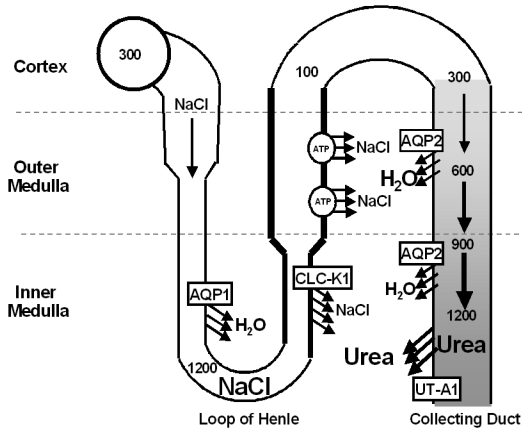 Cortex
300
NaCl
100
300
Outer
Medulla
ATP
NaCl
ATP
NaCl
AQP2
H₂O
600
Inner
Medulla
AQP1
H₂O
1200
NaCl
CLC-K1
NaCl
AQP2
H₂O
900
1200
Urea
Urea
UT-A1
Loop of Henle
Collecting Duct